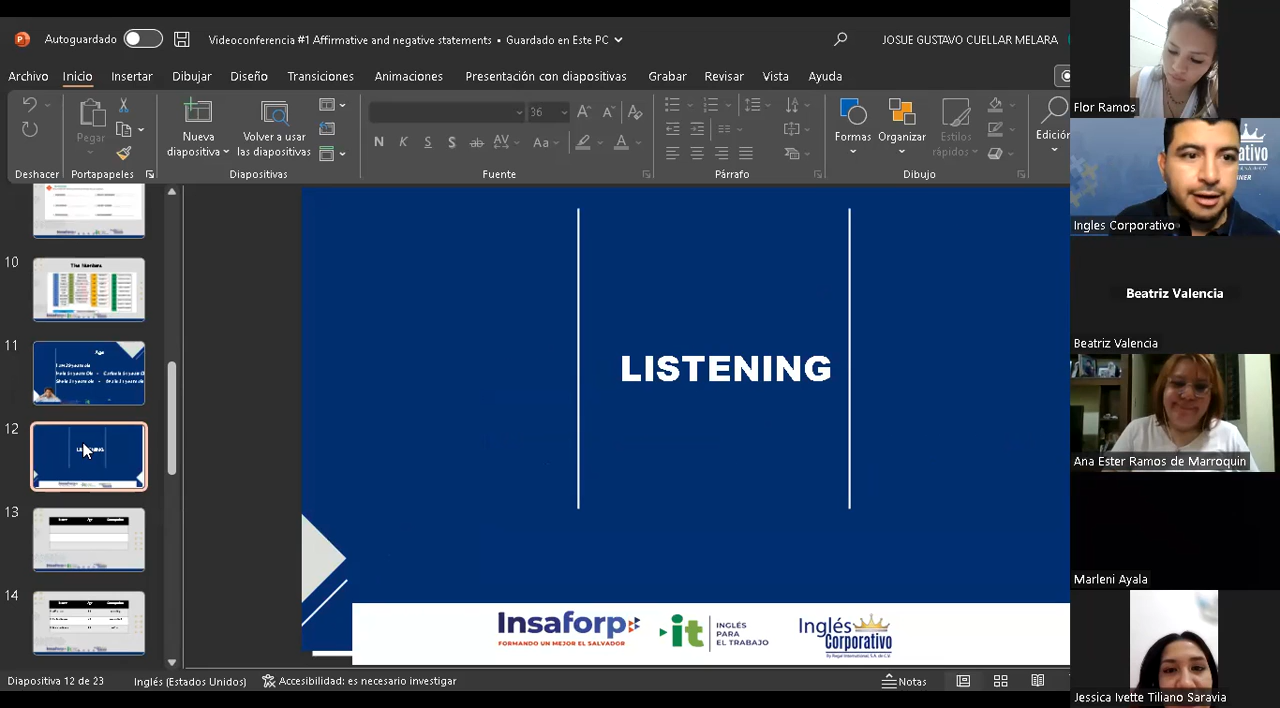 Autoguardado
Videoconferencia #1 Affirmative and negative statements • Guardado en Este PC
JOSUE GUSTAVO CUELLAR MELARA
Archivo Inicio Insertar Dibujar Diseño Transiciones Animaciones Presentación con diapositivas Grabar Revisar Vista Ayuda
36
Pegar
Nueva diapositiva
Volver a usar las diapositivas
N K S S ab AV Aa A
Formas
Organizar
Estilos rápidos
Edición
Deshacer Portapapeles Diapositivas Fuente Párrafo Dibujo
10
11
Age
12
LISTENING
13
14
LISTENING
Insaforp
FORMANDO UN MEJOR EL SALVADOR
it
INGLÉS
PARA
EL TRABAJO
Inglés
Corporativo
Diapositiva 12 de 23
Inglés (Estados Unidos)
Accesibilidad: es necesario investigar
Notas
Flor Ramos
Ingles Corporativo
Beatriz Valencia
Beatriz Valencia
Ana Ester Ramos de Marroquin
Marleni Ayala
Jessica Ivette Tiliano Saravia